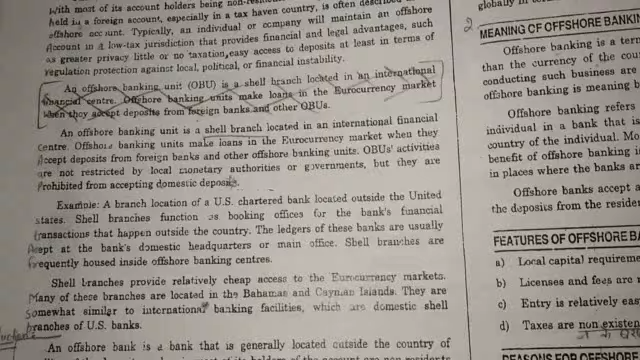 with most of its account holders being non-resi
held in a foreign account, especially in a tax haven country, is often described
offshore account. Typically, an individual or company will maintain an offshore
Account in a low-tax jurisdiction that provides financial and legal advantages, such
as greater privacy little or no taxation, easy access to deposits at least in terms of
regulation protection against local, political, or financial instability.
An offshore banking unit (OBU) is a shell branch located in an international
financial centre. Offshore banking units make loans in the Eurocurrency market
when they accept deposits from foreign banks and other OBUs.
An offshore banking unit is a shell branch located in an international financial
Centre. Offshore banking units make loans in the Eurocurrency market when they
Accept deposits from foreign banks and other offshore banking units. OBUs' activities
are not restricted by local monetary authorities or governments, but they are
Prohibited from accepting domestic deposits.
Example: A branch location of a U.S. chartered bank located outside the United
states. Shell branches function as booking offices for the bank's financial
transactions that happen outside the country. The ledgers of these banks are usually
kept at the bank's domestic headquarters or main office. Shell branches are
frequently housed inside offshore banking centres.
Shell branches provide relatively cheap access to the Eurocurrency markets.
Many of these branches are located in the Bahamas and Cayman Islands. They are
Somewhat similar to international banking facilities, which are domestic shell
branches of U.S. banks.
An offshore bank is a bank that is generally located outside the country of
of the account are non residents
globally in
2
MEANING OF OFFSHORE BANKIN
Offshore banking is a term
than the currency of the cou
conducting such business are
offshore banking is meaning b
Offshore banking refers
individual in a bank that is
country of the individual. Mo
benefit of offshore banking i
in places where the banks ar
Offshore banks accept a
the deposits from the residen
FEATURES OF OFFSHORE BA
a) Local capital requireme
b) Licenses and fees are r
c) Entry is relatively eas
d) Taxes are non existen
REASONS FOR OFFSHORE